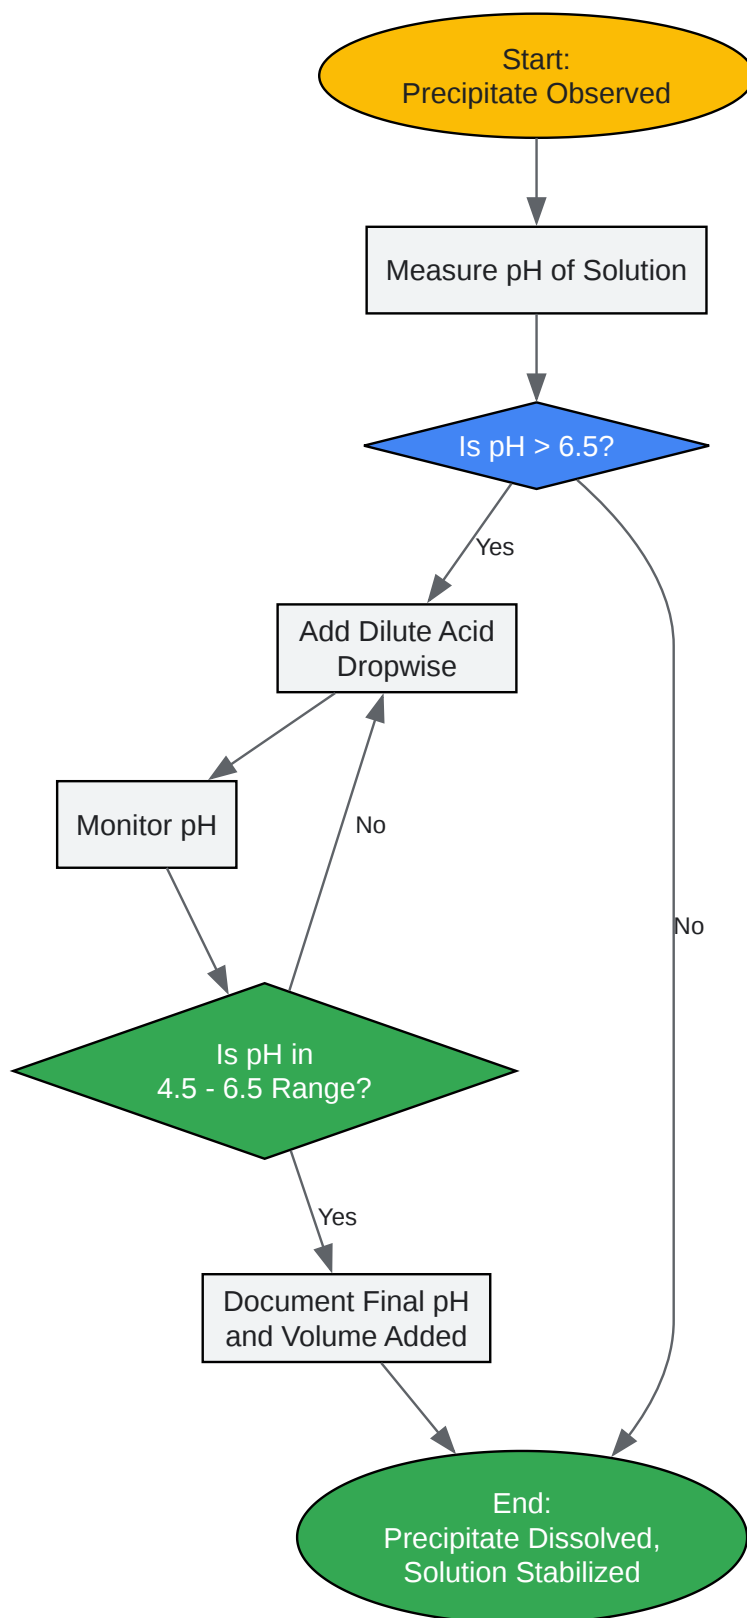 Start:
Precipitate Observed
Measure pH of Solution
Is pH > 6.5?
Yes
Add Dilute Acid
Dropwise
Monitor pH
No
No
Is pH in
4.5 - 6.5 Range?
Yes
Document Final pH
and Volume Added
End:
Precipitate Dissolved,
Solution Stabilized